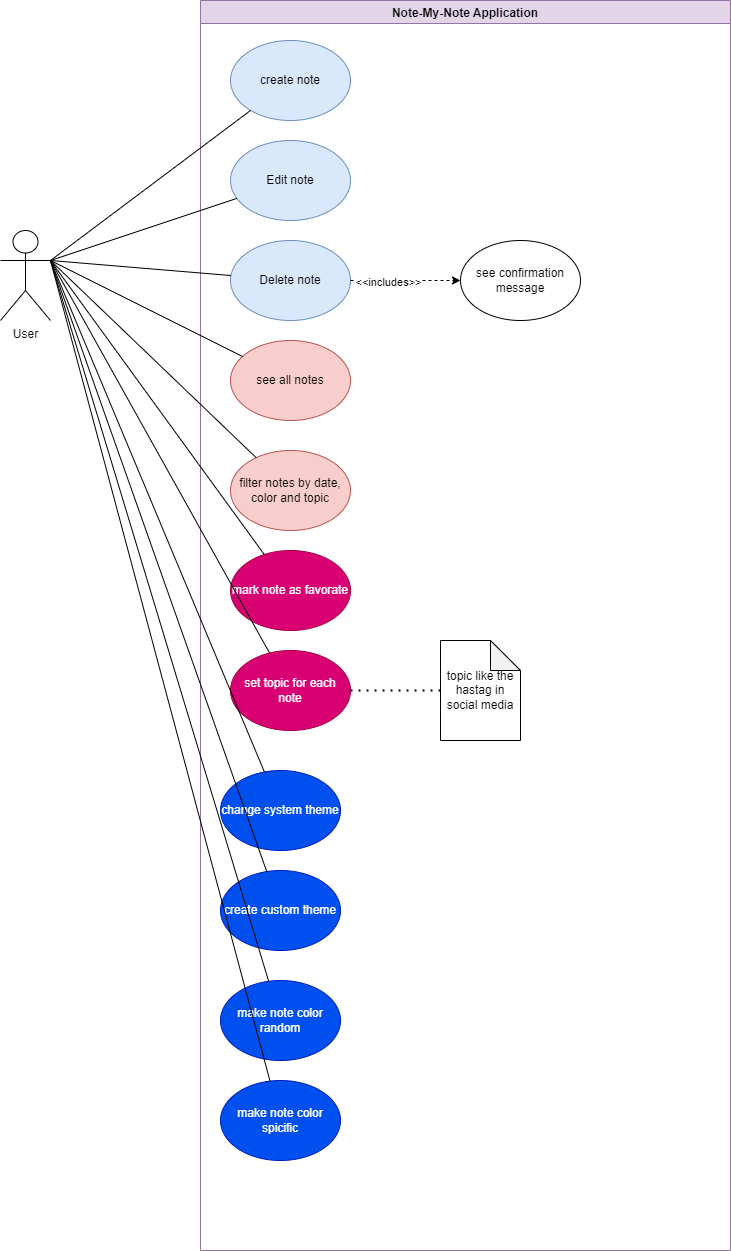 Note-My-Note Application
create note
Edit note
Delete note
<<includes>>
see confirmation
message
User
see all notes
filter notes by date,
color and topic
mark note as favorate
set topic for each
note
topic like the
hastag in
social media
change system theme
create custom theme
make note color
random
make note color
spicific